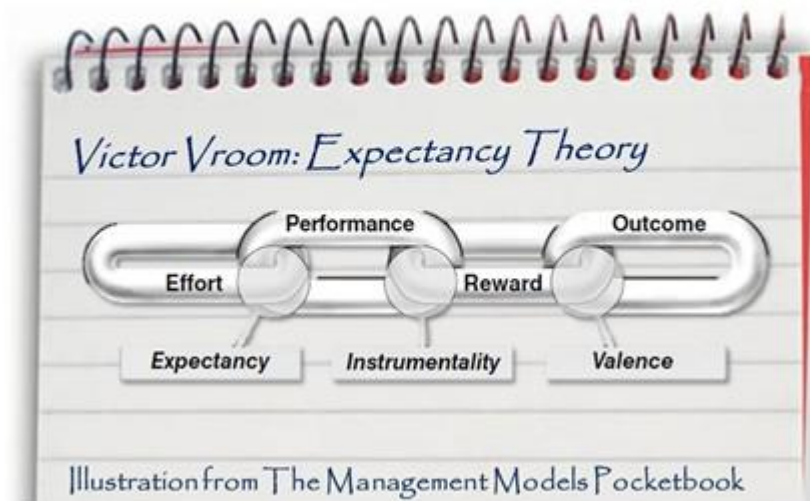 Victor Vroom: Expectancy Theory
Performance Outcome
Effort Reward
Expectancy Instrumentality Valence
Illustration from The Management Models Pocketbook